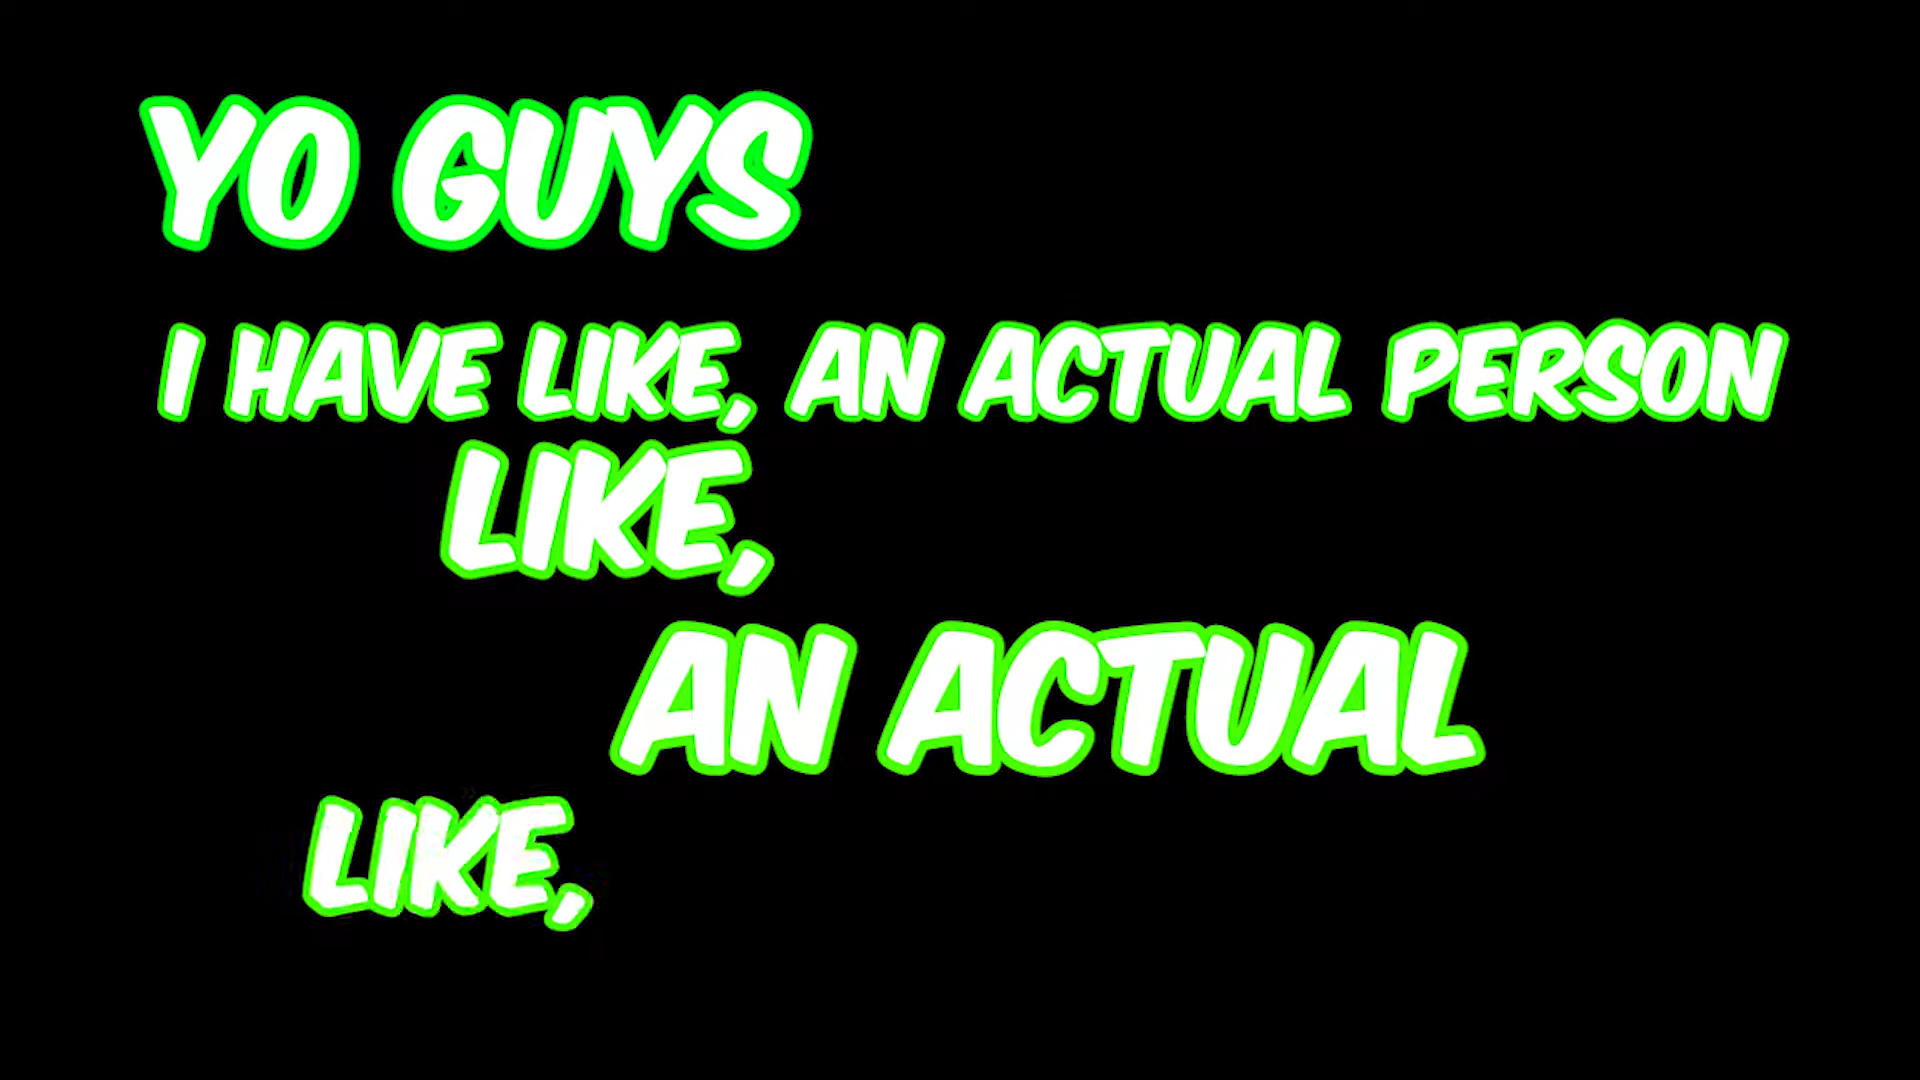 YO GUYS
I HAVE LIKE, AN ACTUAL PERSON
LIKE,
AN ACTUAL
LIKE,